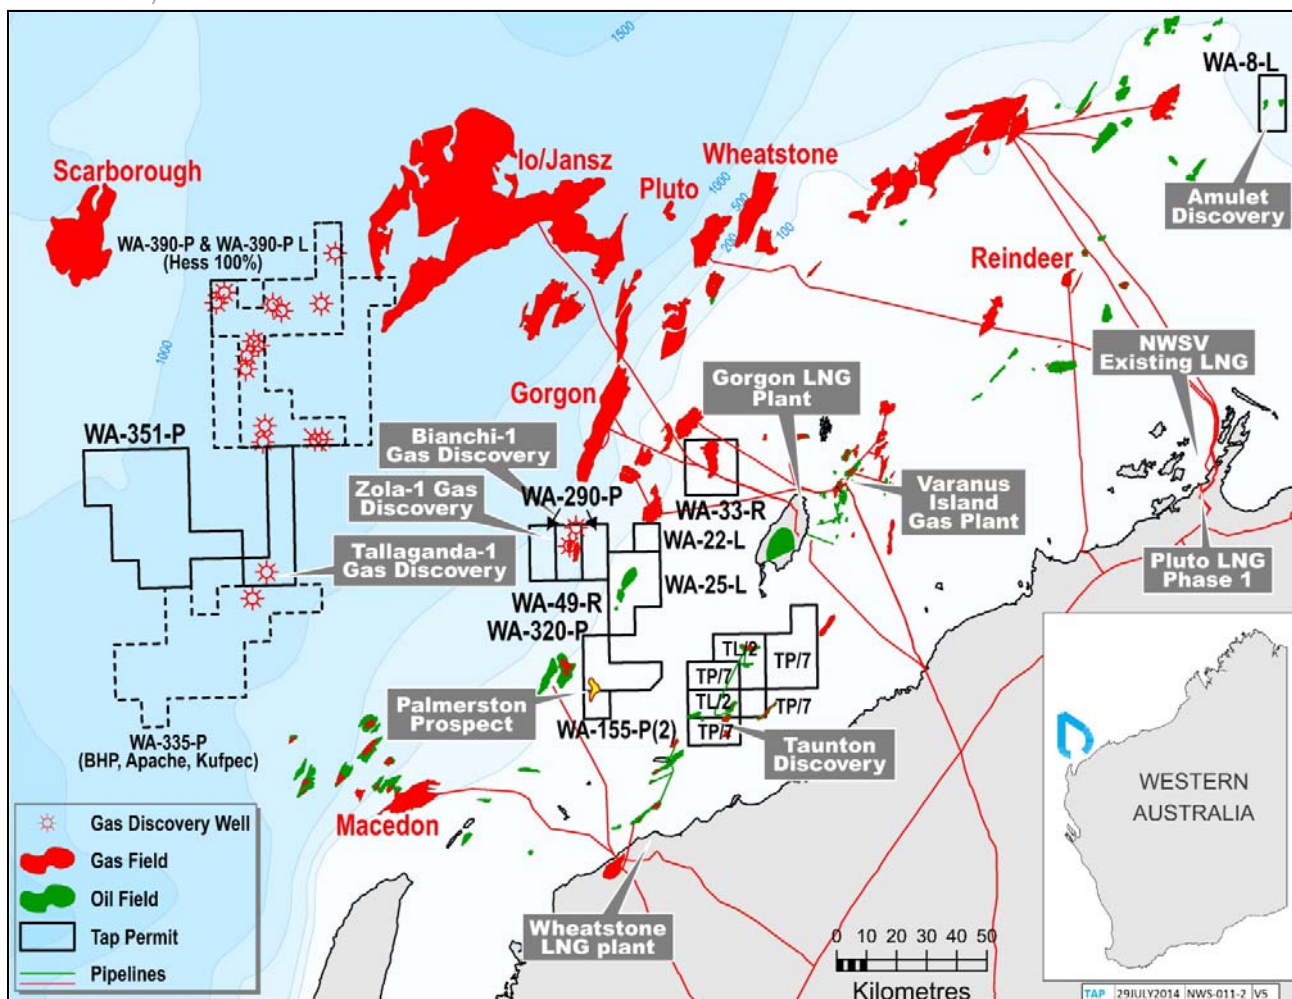 1500
WA-8-L
Scarborough
Io/Jansz
Wheatstone
Pluto
1000
500
200
100
Amulet
Discovery
WA-390-P & WA-390-P L
(Hess 100%)
Reindeer
1000
NWSV
Existing LNG
Gorgon LNG
Plant
Gorgon
Bianchi-1
Gas Discovery
WA-351-P
Zola-1 Gas
Discovery
WA-290-P
WA-33-R
Varanus
Island
Gas Plant
WA-22-L
Tallaganda-1
Gas Discovery
WA-25-L
Pluto LNG
Phase 1
WA-49-R
WA-320-P
TL/2
TP/7
TP/7
TL/2
TP/7
TP/7
Palmerston
Prospect
WA-155-P(2)
Taunton
Discovery
WA-335-P
(BHP, Apache, Kufpec)
Macedon
WESTERN
AUSTRALIA
Gas Discovery Well
Gas Field
Oil Field
Tap Permit
Pipelines
Wheatstone
LNG plant
0 10 20 30 40 50
Kilometres
TAP 29JULY2014 NWS-011-2 V5